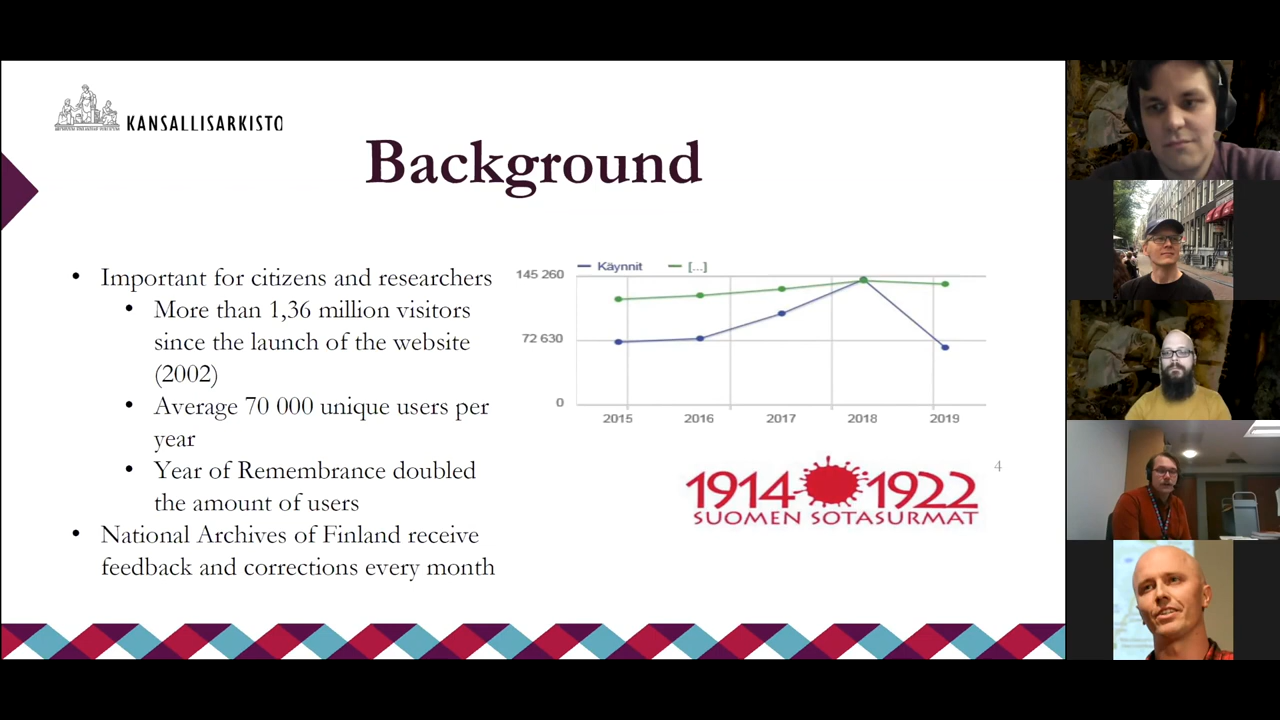 KANSALLISARKISTO
Background
• Important for citizens and researchers
• More than 1,36 million visitors
since the launch of the website
(2002)
• Average 70 000 unique users per
year
• Year of Remembrance doubled
the amount of users
• National Archives of Finland receive
feedback and corrections every month
Käynnit [...]
145 260
72 630
0
2015 2016 2017 2018 2019
4
1914 1922
SUOMEN SOTASURMAT